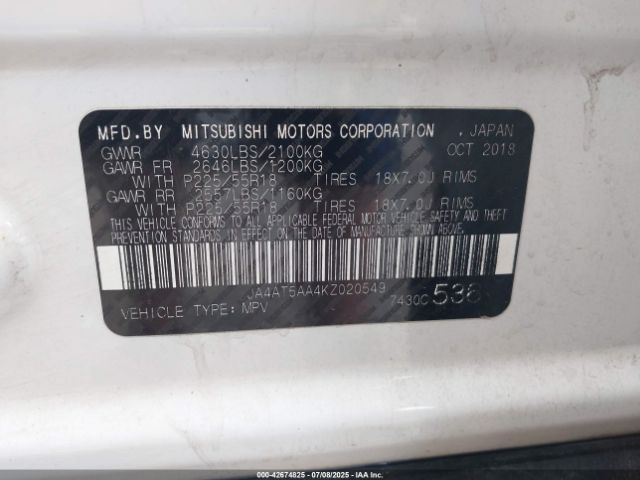 MFD.BY MITSUBISHI MOTORS CORPORATION . JAPAN
GVWR 4630LBS/2100KG OCT 2018
GAWR FR 2646LBS/1200KG
WITH P225/55R18 TIRES 18X7.0J RIMS
GAWR RR /1160KG
WITH P225/55R18 TIRES 18X7.0J RIMS
THIS VEHICLE CONFORMS TO ALL APPLICABLE FEDERAL MOTOR VEHICLE SAFETY AND THEFT
PREVENTION STANDARDS IN EFFECT ON THE DATE OF MANUFACTURE SHOWN ABOVE.
JA4AT5AA4KZ020549
VEHICLE TYPE: MPV 7430C 538
000-42674825 - 07/08/2025 - IAAI.COM